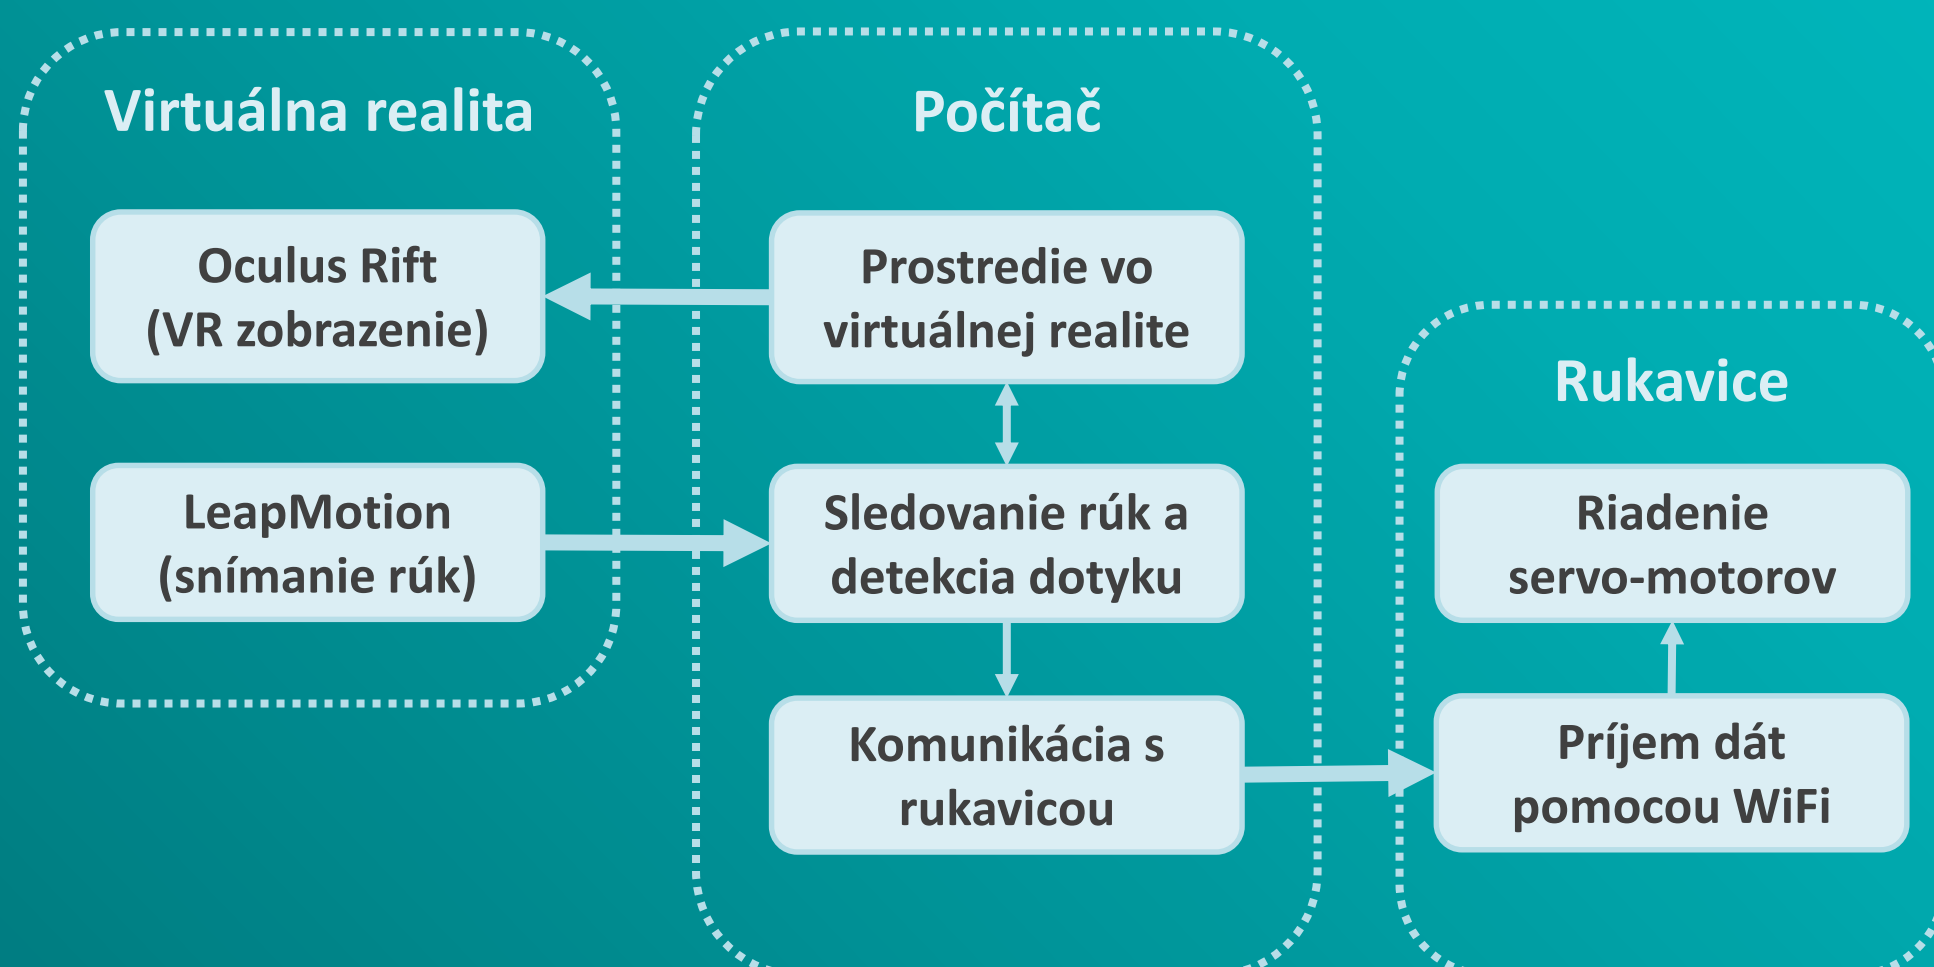 Virtuálna realita
Oculus Rift
(VR zobrazenie)
LeapMotion
(snímanie rúk)
Počítač
Prostredie vo
virtuálnej realite
Sledovanie rúk a
detekcia dotyku
Komunikácia s
rukavicou
Rukavice
Riadenie
servo-motorov
Príjem dát
pomocou WiFi